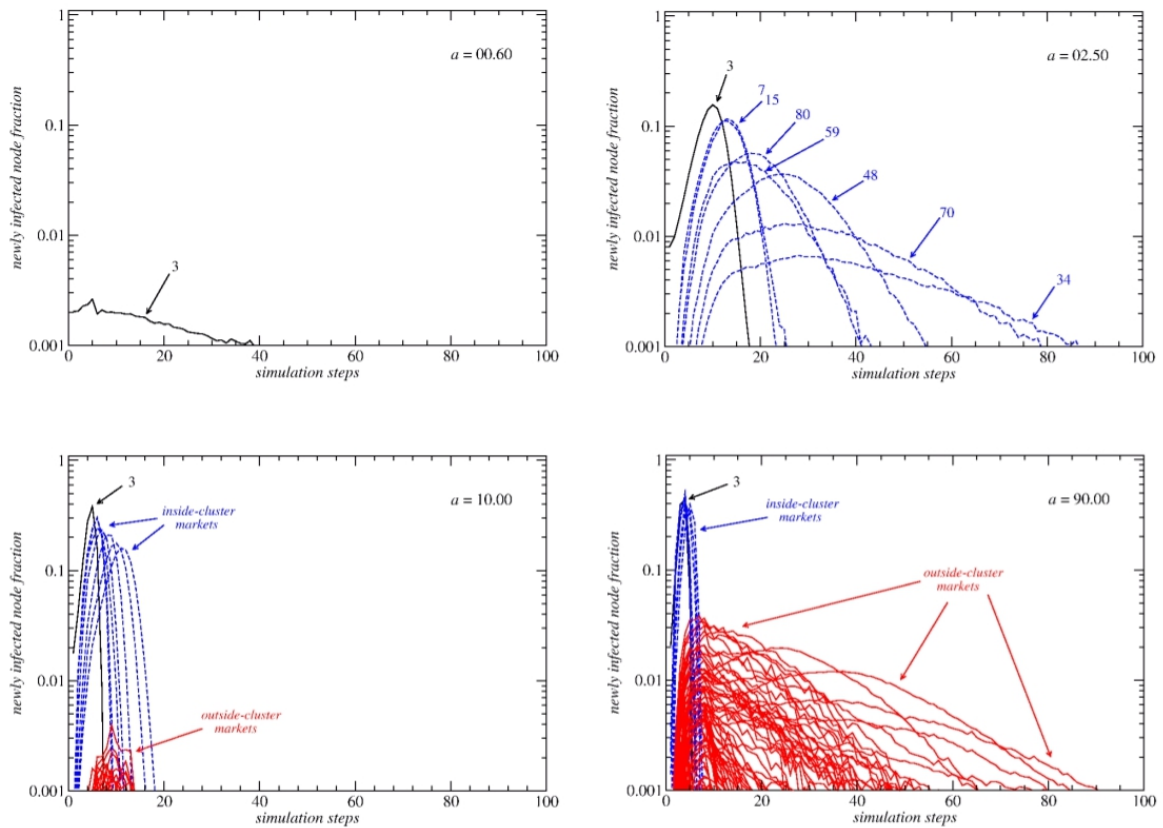 1
0.1
0.01
0.001
newly infected node fraction
a = 00.60
3
0
20
40
60
80
100
simulation steps
1
0.1
0.01
0.001
newly infected node fraction
a = 02.50
3
7
15
80
59
48
70
34
0
20
40
60
80
100
simulation steps
1
0.1
0.01
0.001
newly infected node fraction
a = 10.00
3
inside-cluster
markets
outside-cluster
markets
0
20
40
60
80
100
simulation steps
1
0.1
0.01
0.001
newly infected node fraction
a = 90.00
3
inside-cluster
markets
outside-cluster
markets
0
20
40
60
80
100
simulation steps